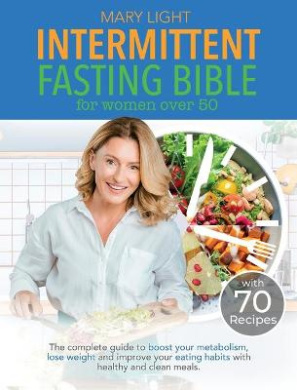 MARY LIGHT
INTERMITTENT
FASTING BIBLE
for women over 50
with
70
Recipes
The complete guide to boost your metabolism,
lose weight and improve your eating habits with
healthy and clean meals.